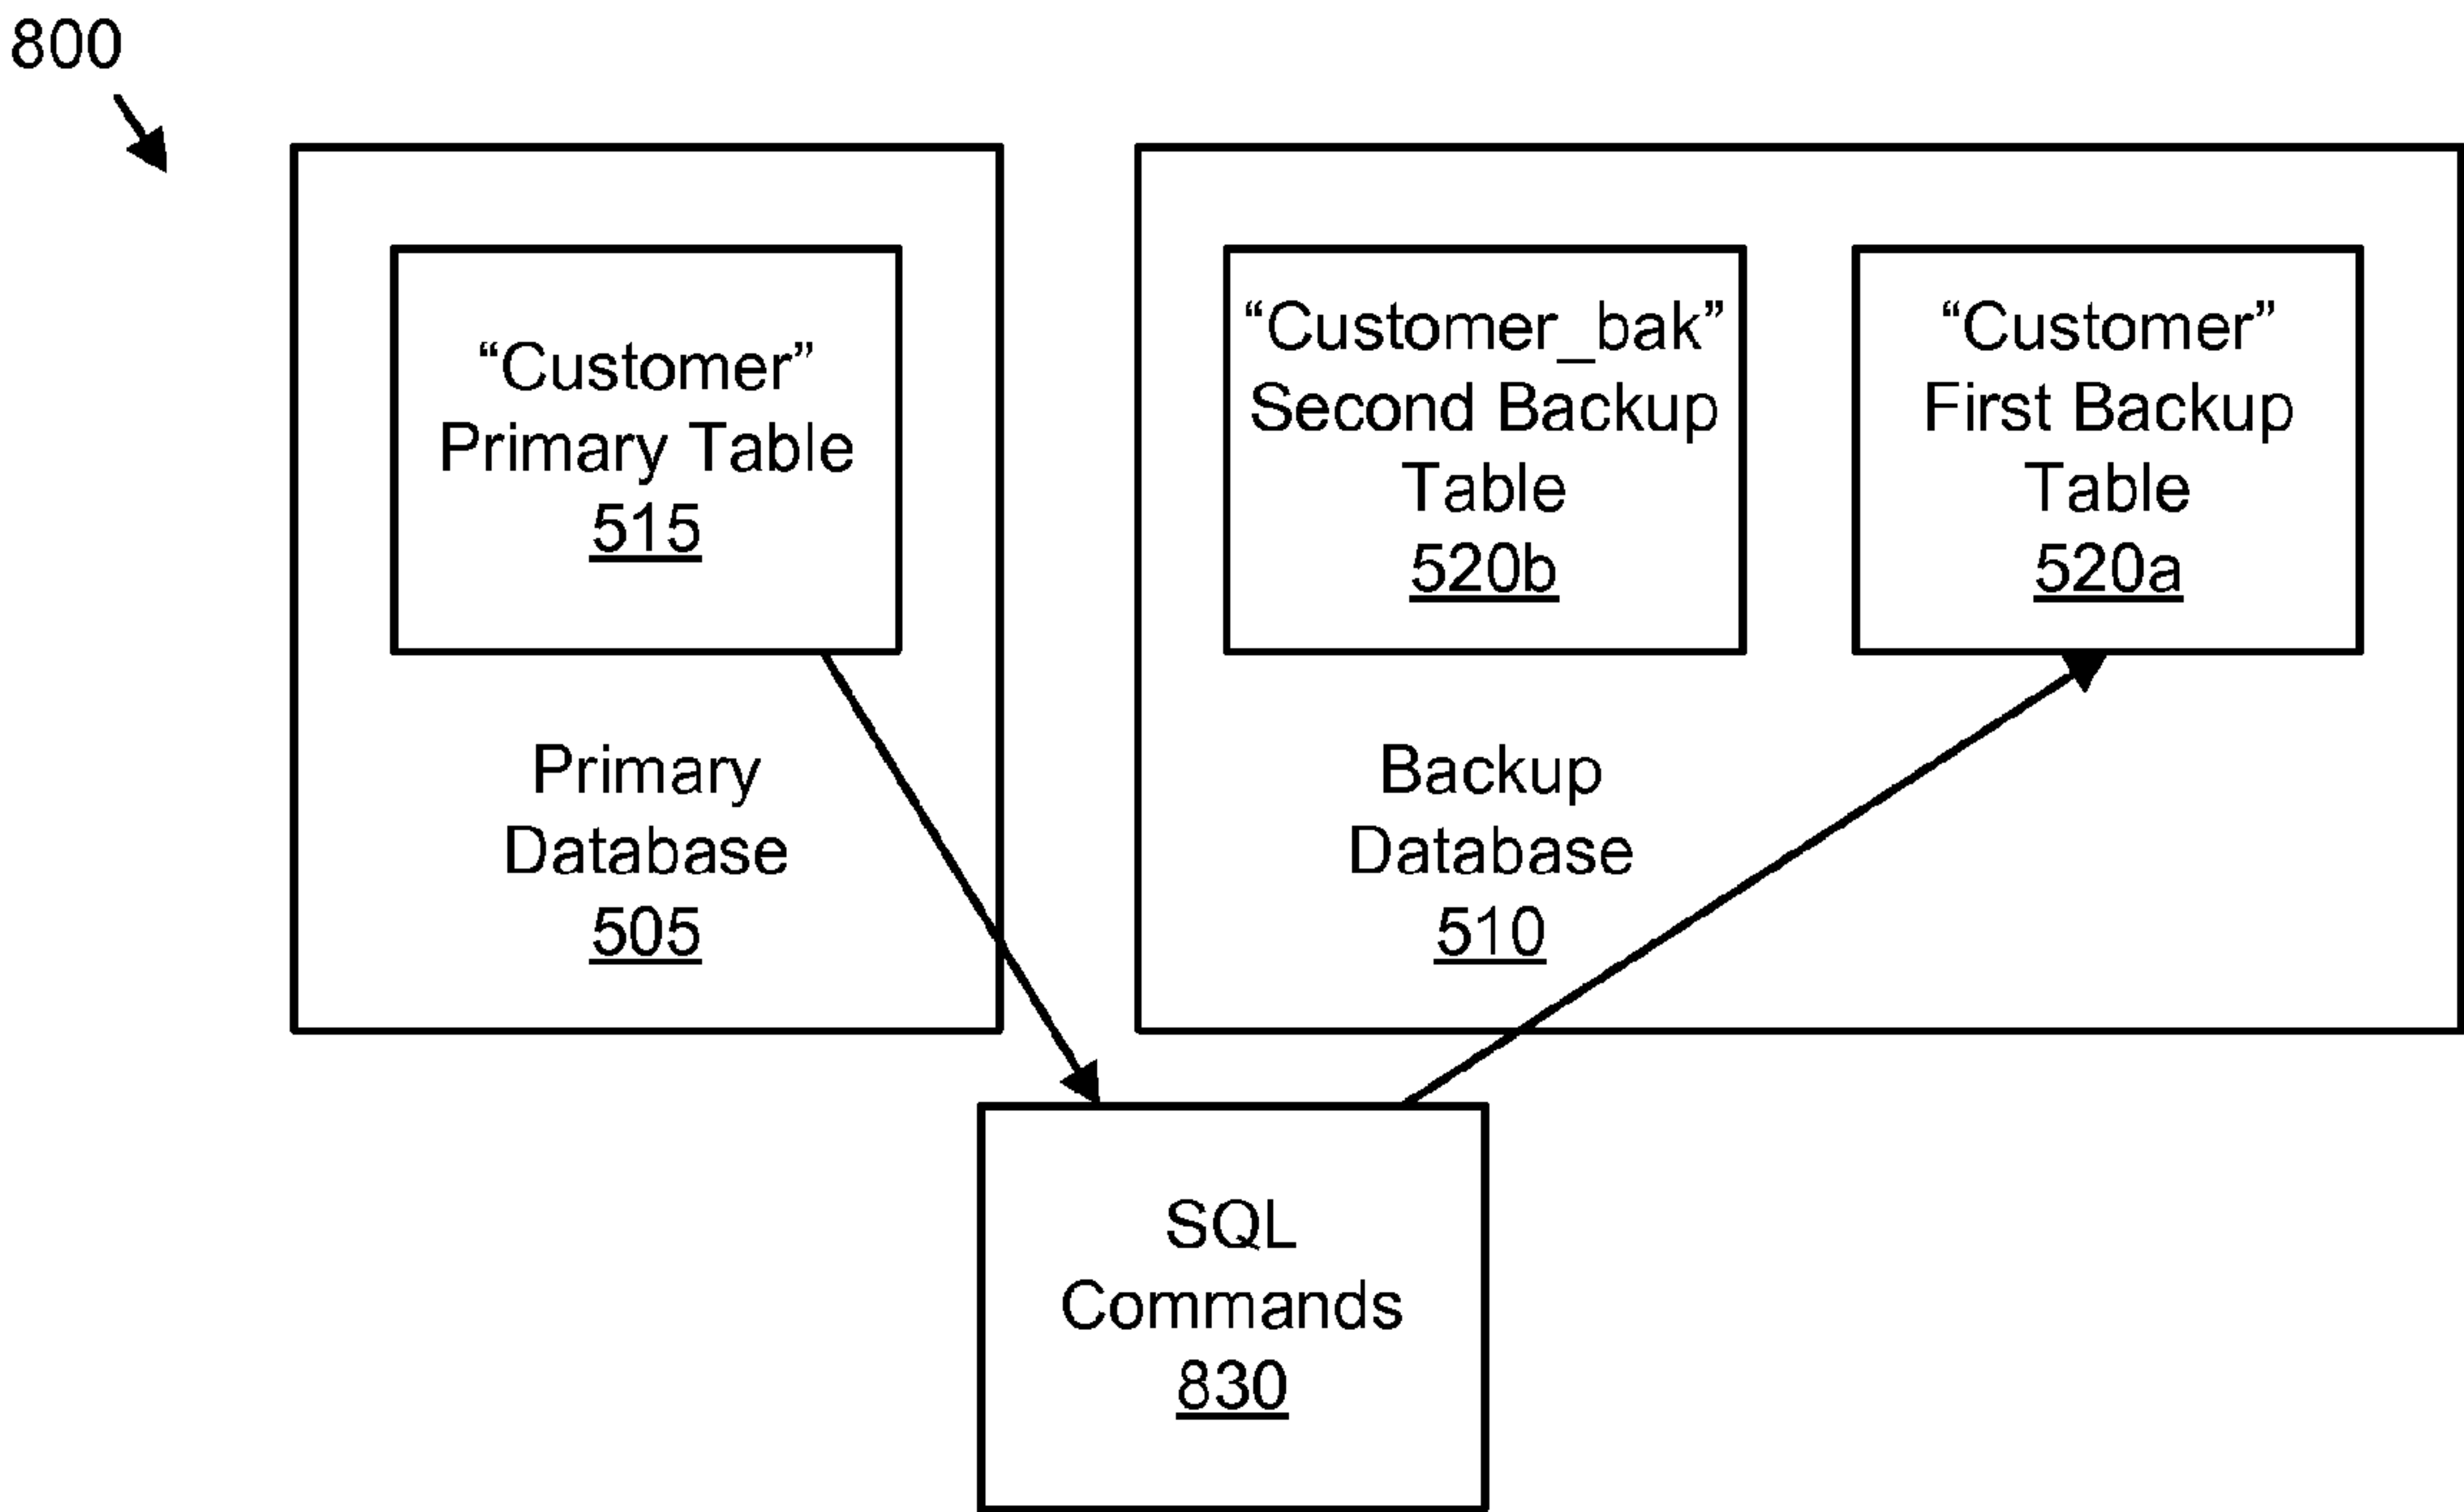 800
“Customer”
Primary Table
515
Primary
Database
505
“Customer_bak”
Second Backup
Table
520b
“Customer”
First Backup
Table
520a
Backup
Database
510
SQL
Commands
830